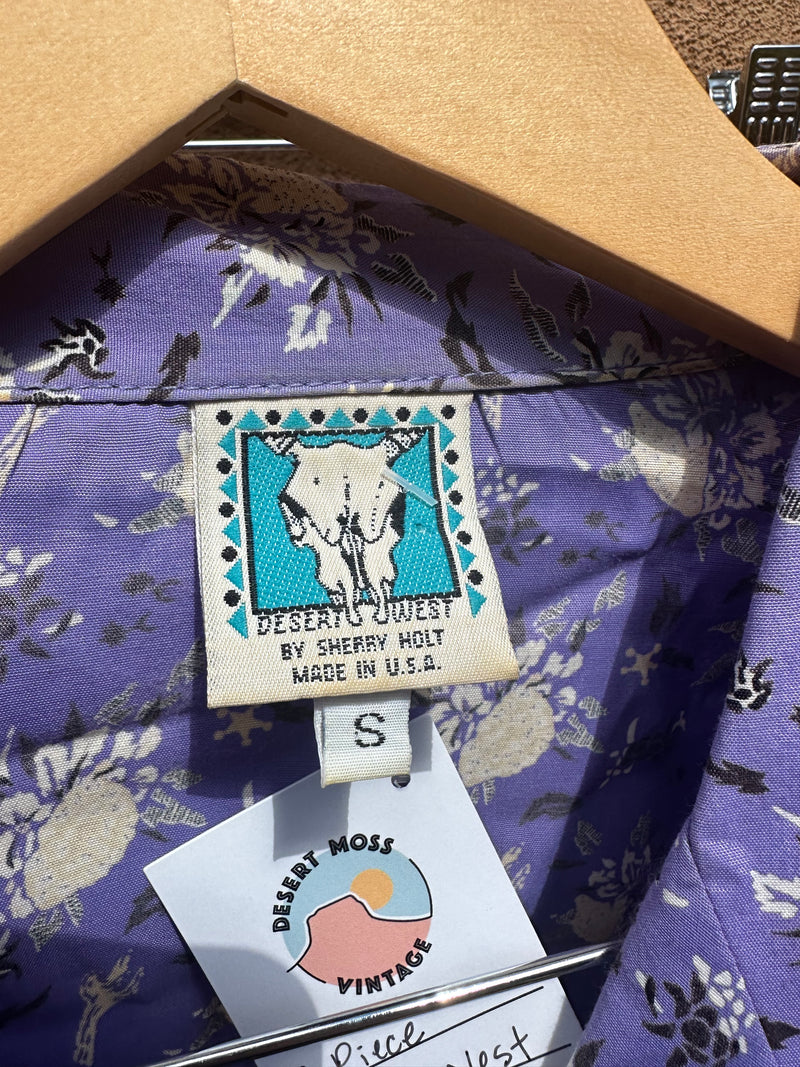 DESERT WEST
BY SHERRY HOLT
MADE IN U.S.A.
S
DESERT MOSS
VINTAGE
Piece
West